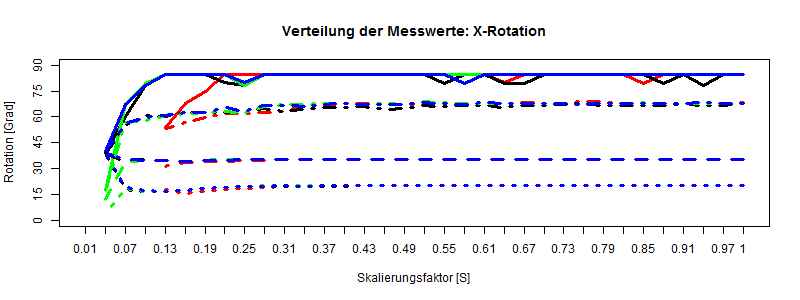 Verteilung der Messwerte: X-Rotation
Rotation [Grad]
90
75
60
45
30
15
0
0.01 0.07 0.13 0.19 0.25 0.31 0.37 0.43 0.49 0.55 0.61 0.67 0.73 0.79 0.85 0.91 0.97 1
Skalierungsfaktor [S]